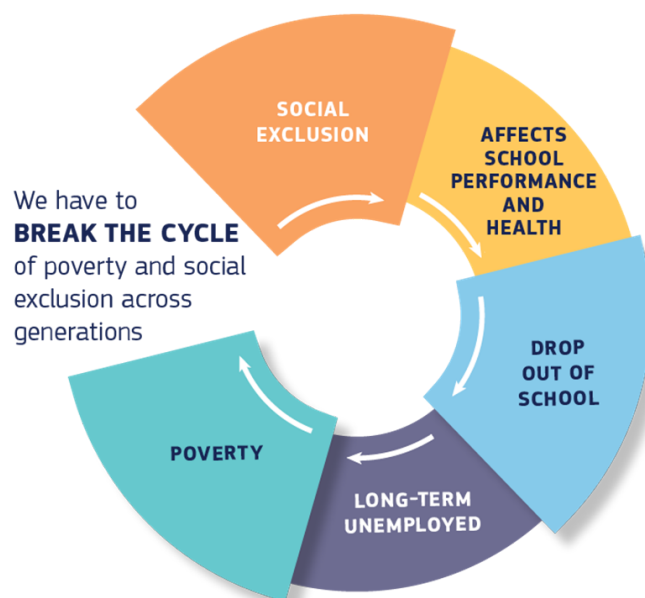 We have to
BREAK THE CYCLE
of poverty and social
exclusion across
generations
SOCIAL
EXCLUSION
AFFECTS
SCHOOL
PERFORMANCE
AND
HEALTH
DROP
OUT OF
SCHOOL
LONG-TERM
UNEMPLOYED
POVERTY